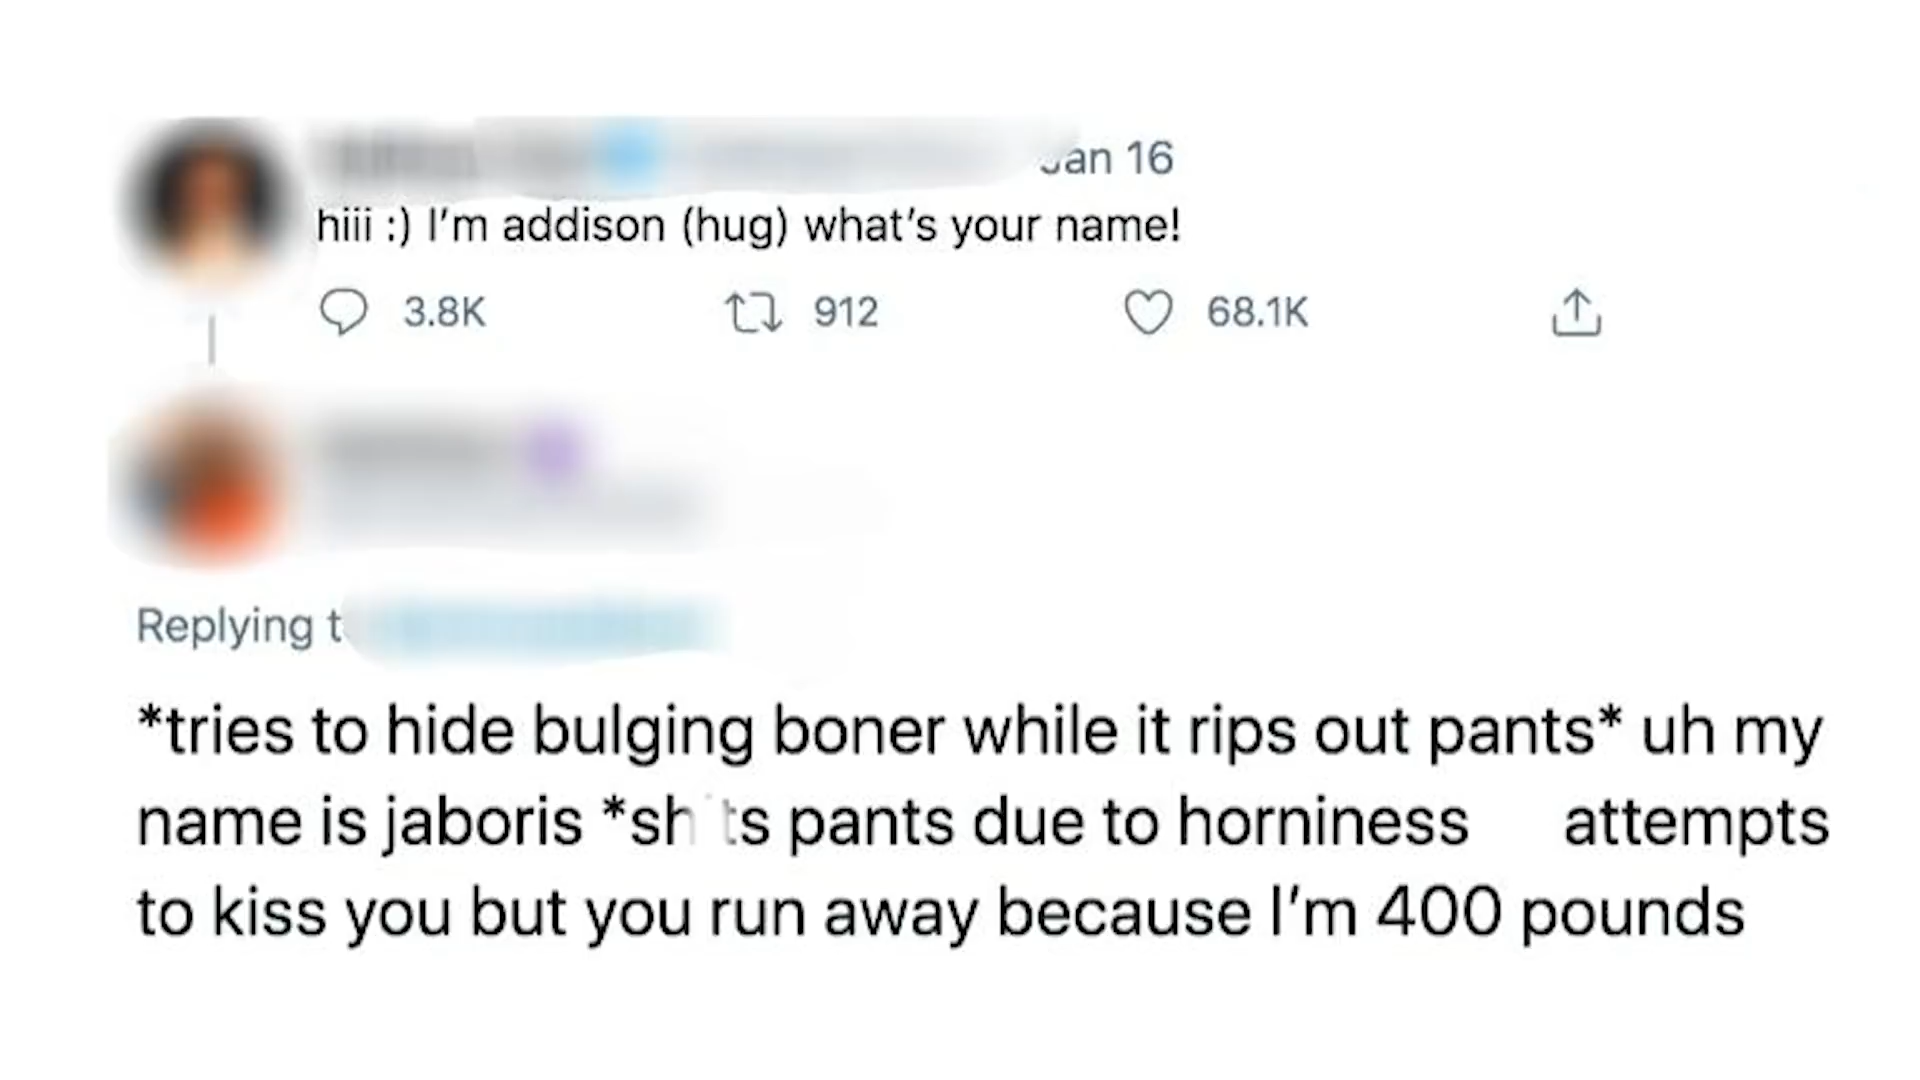 Jan 16
hiii :) I'm addison (hug) what's your name!
3.8K 912 68.1K
Replying
*tries to hide bulging boner while it rips out pants* uh my
name is jaboris *sh ts pants due to horniness attempts
to kiss you but you run away because I'm 400 pounds